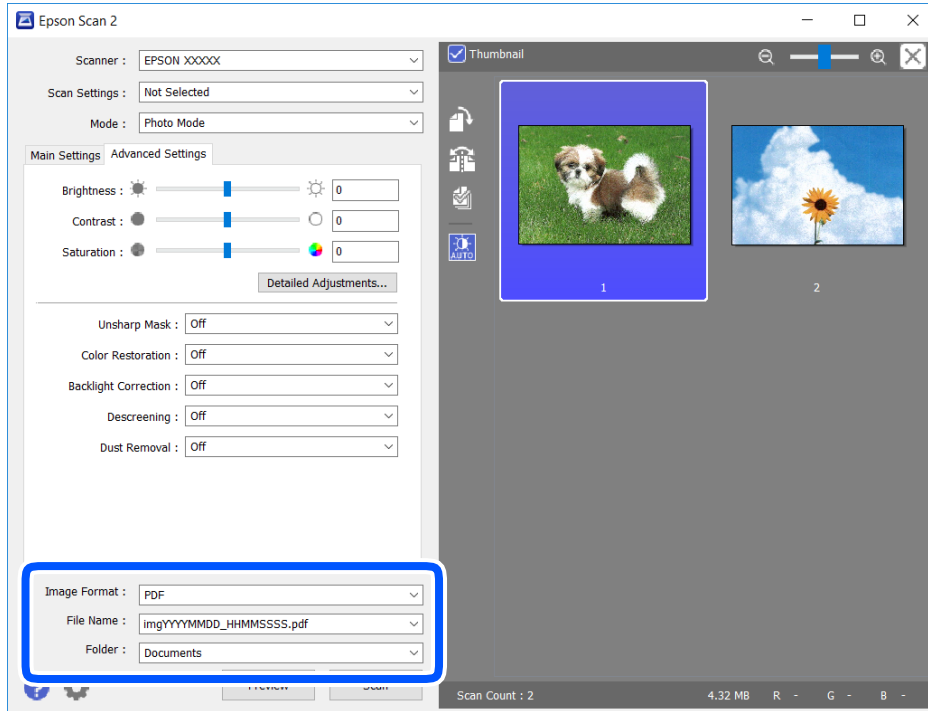 Epson Scan 2
Scanner : EPSON XXXXX
Scan Settings : Not Selected
Mode : Photo Mode
Main Settings Advanced Settings
Brightness : 0
Contrast : 0
Saturation : 0
Detailed Adjustments...
Unsharp Mask : Off
Color Restoration : Off
Backlight Correction : Off
Descreening : Off
Dust Removal : Off
Image Format : PDF
File Name : imgYYYYMMDD_HHMMSSSS.pdf
Folder : Documents
Preview Scan
Thumbnail
AUTO
1 2
Scan Count : 2 4.32 MB R - G - B -